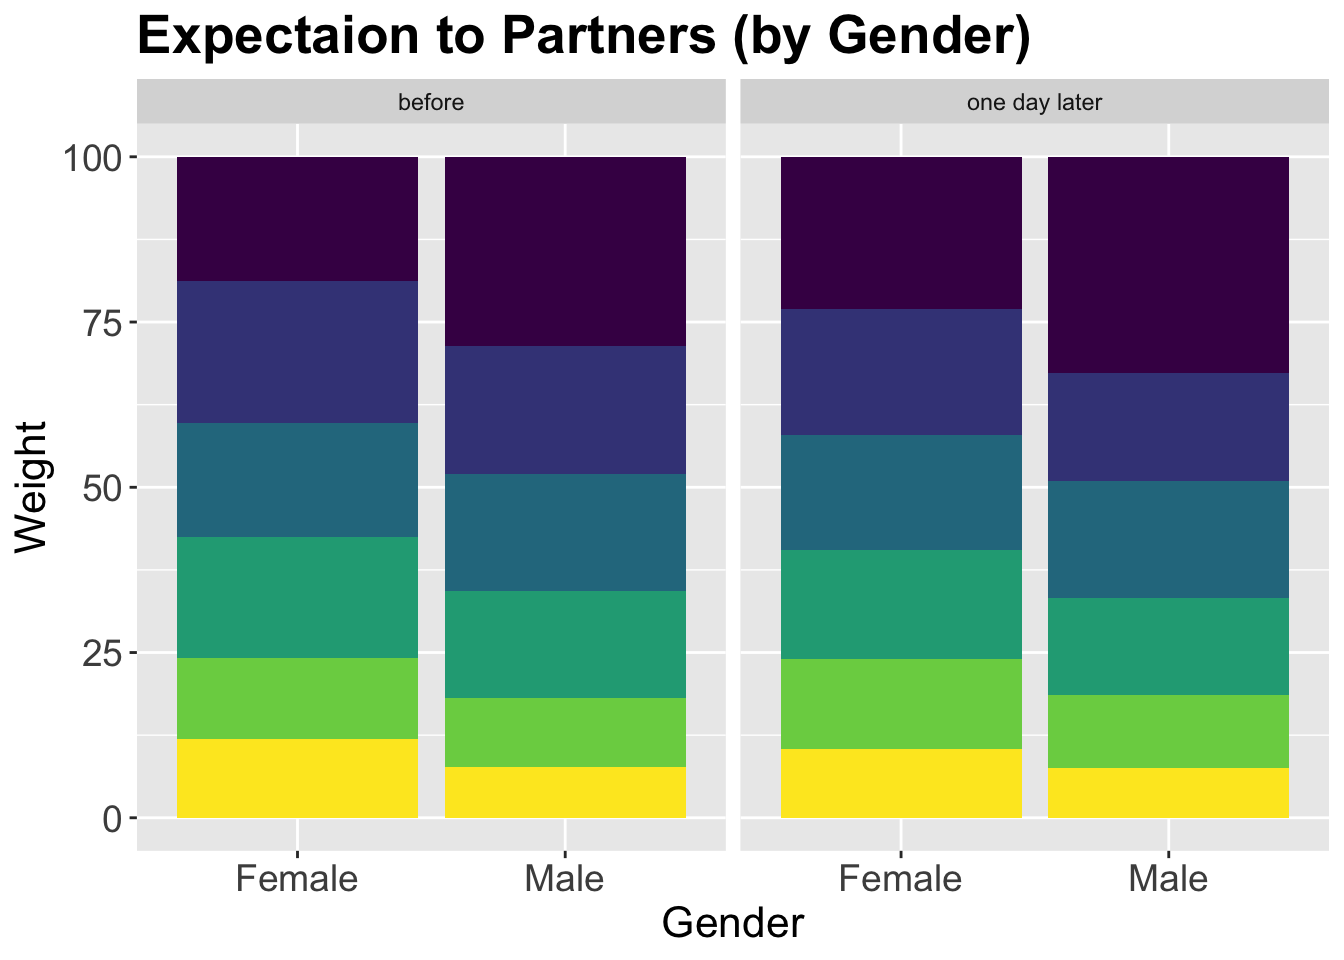 Expectaion to Partners (by Gender)
before
one day later
100
75
50
25
0
Weight
Female
Male
Female
Male
Gender